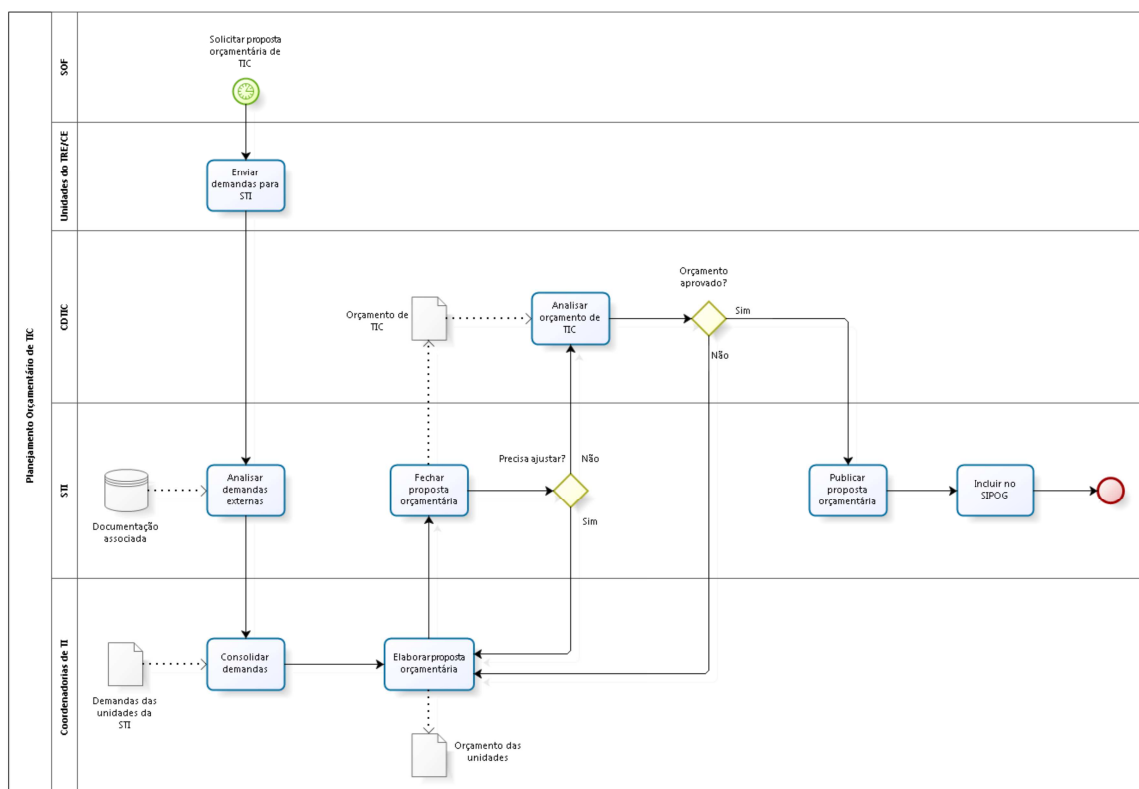 Planejamento Orçamentário de TIC
SOF
Solicitar proposta
orçamentária de
TIC
Unidades do TRE/CE
Enviar
demandas para
STI
CDTIC
Orçamento de
TIC
Analisar
orçamento de
TIC
Orçamento
aprovado?
Sim
Não
STI
Documentação
associada
Analisar
demandas
externas
Fechar
proposta
orçamentária
Precisa ajustar?
Não
Sim
Publicar
proposta
orçamentária
Incluir no
SIPOG
Coordenadorias de TI
Demandas das
unidades da
STI
Consolidar
demandas
Elaborar proposta
orçamentária
Orçamento das
unidades